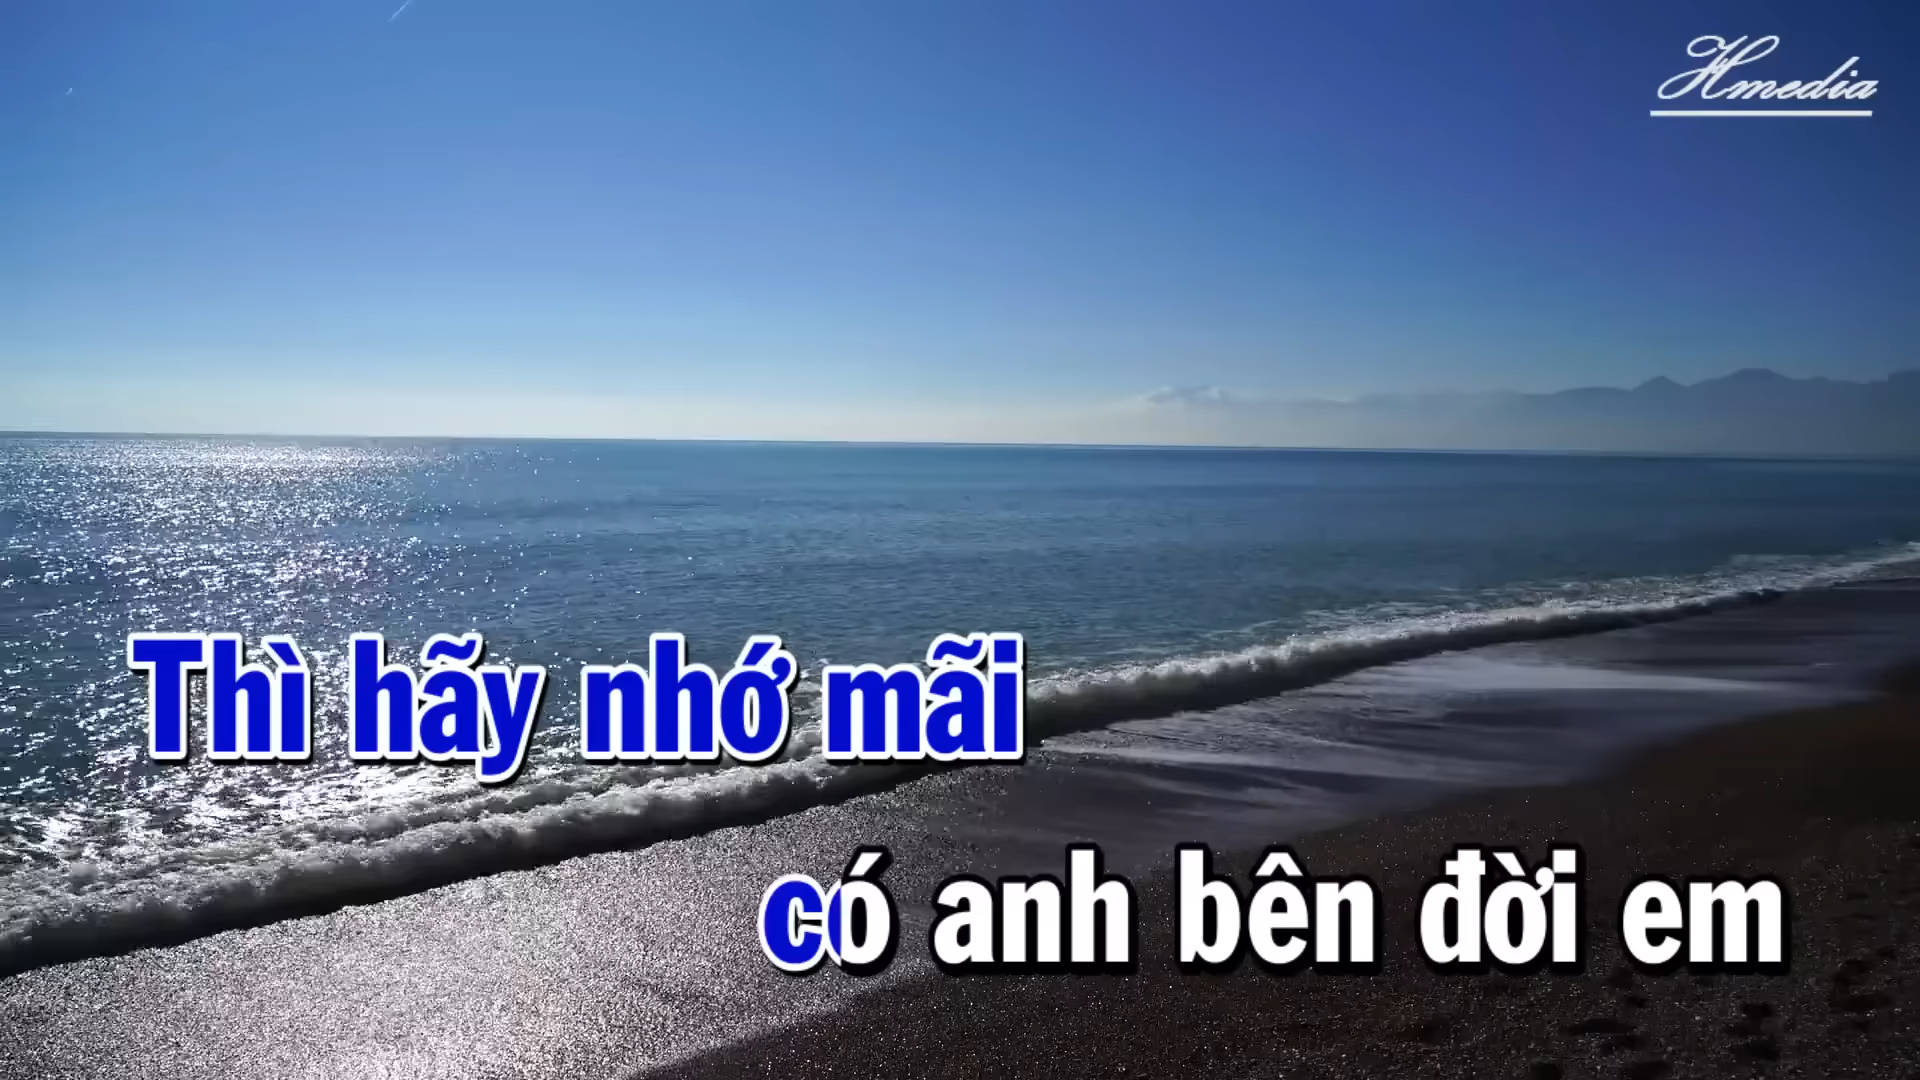 Hmedia
Thì hãy nhớ mãi
có anh bên đời em